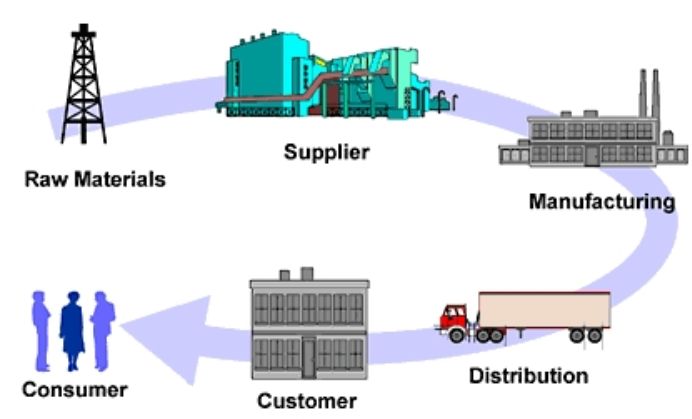 Raw Materials
Supplier
Manufacturing
Distribution
Customer
Consumer